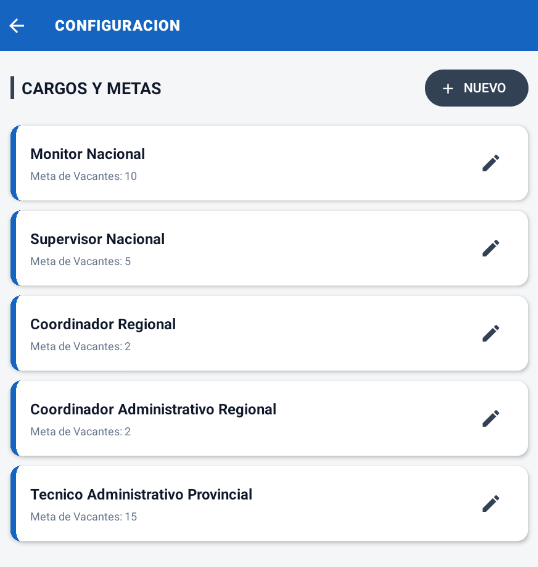 CONFIGURACION
CARGOS Y METAS
+ NUEVO
Monitor Nacional
Meta de Vacantes: 10
Supervisor Nacional
Meta de Vacantes: 5
Coordinador Regional
Meta de Vacantes: 2
Coordinador Administrativo Regional
Meta de Vacantes: 2
Tecnico Administrativo Provincial
Meta de Vacantes: 15